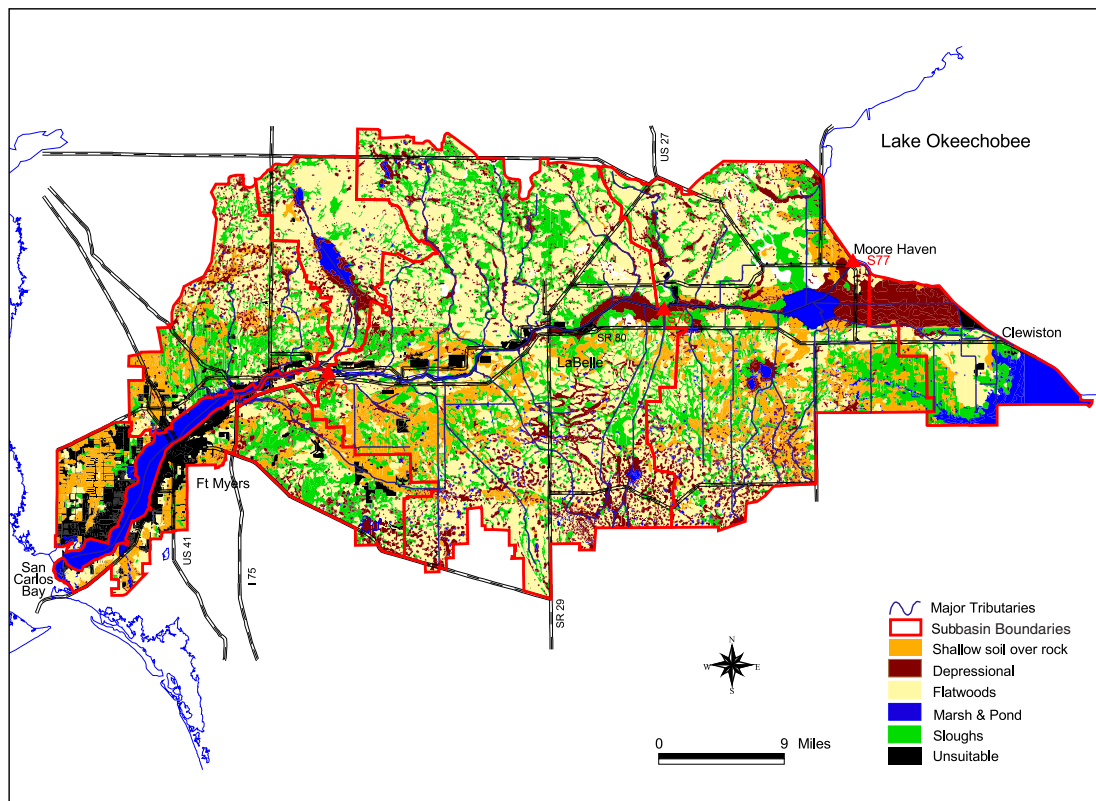 Lake Okeechobee
US 27
Moore Haven
S77
Clewiston
SR 80
LaBelle
S79
Ft Myers
San
Carlos
Bay
US 41
I 75
SR 29
N
W
E
S
0
9
Miles
Major Tributaries
Subbasin Boundaries
Shallow soil over rock
Depressional
Flatwoods
Marsh & Pond
Sloughs
Unsuitable